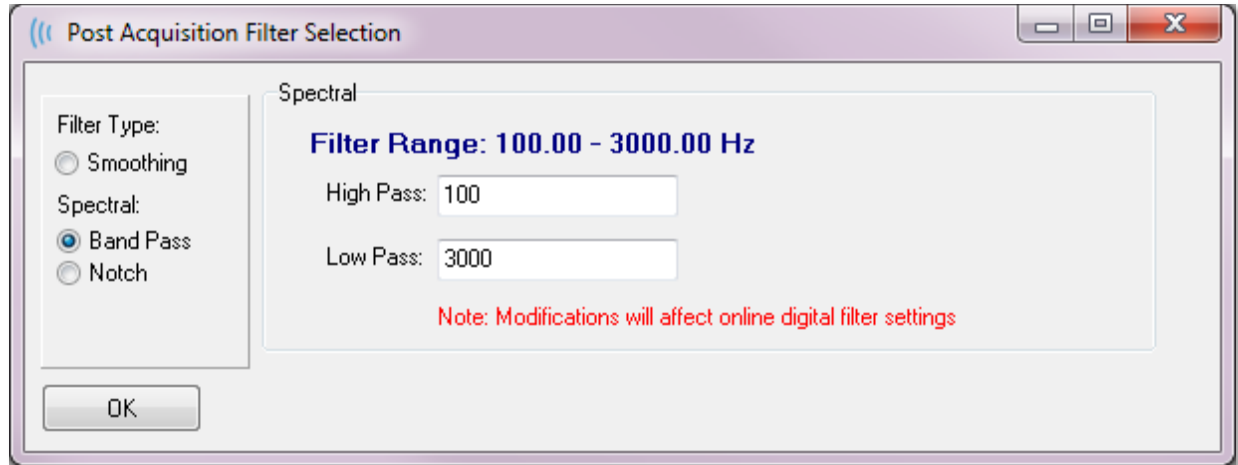 Post Acquisition Filter Selection
Filter Type:
Smoothing
Spectral:
Band Pass
Notch
OK
Spectral
Filter Range: 100.00 - 3000.00 Hz
High Pass: 100
Low Pass: 3000
Note: Modifications will affect online digital filter settings